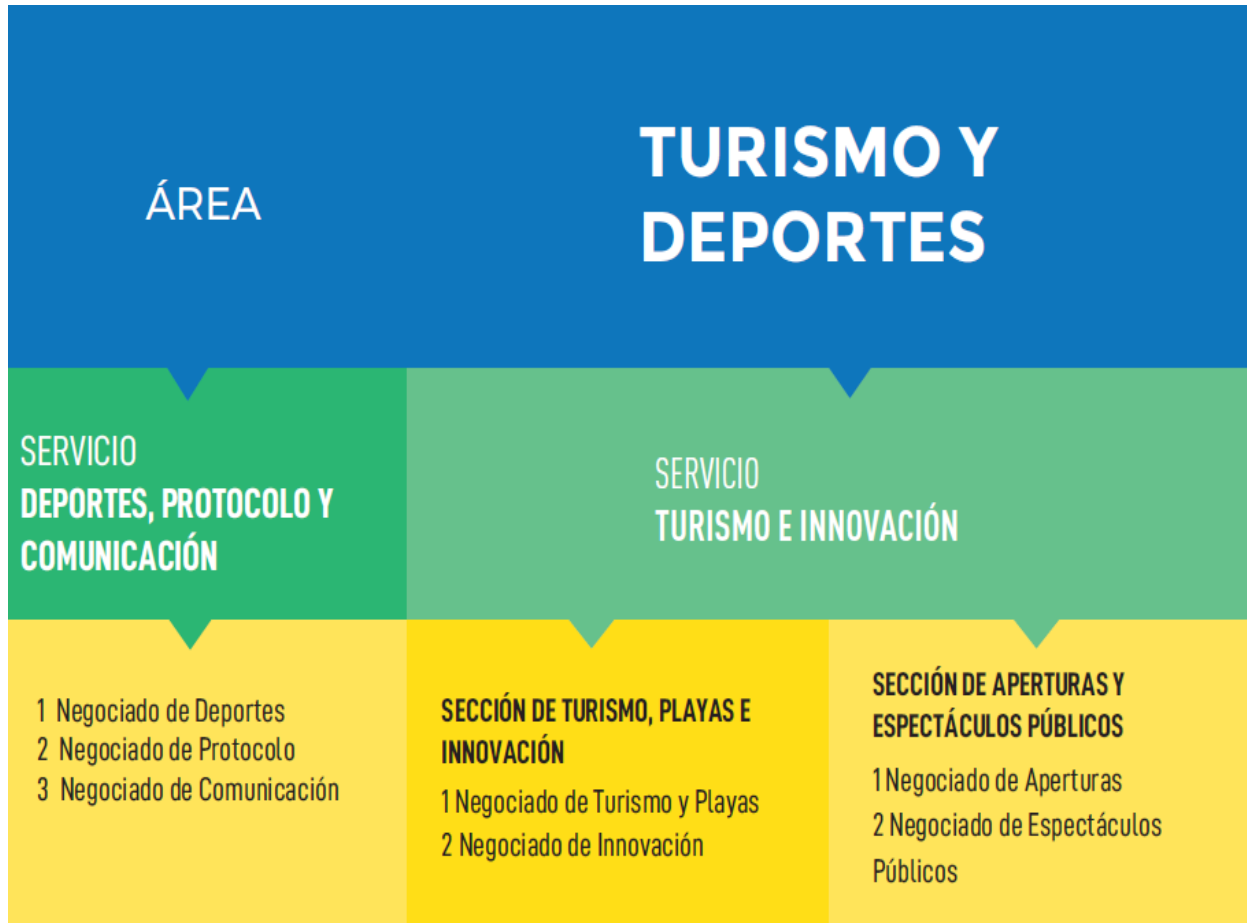 ÁREA
TURISMO Y
DEPORTES
SERVICIO
DEPORTES, PROTOCOLO Y
COMUNICACIÓN
SERVICIO
TURISMO E INNOVACIÓN
1 Negociado de Deportes
2 Negociado de Protocolo
3 Negociado de Comunicación
SECCIÓN DE TURISMO, PLAYAS E
INNOVACIÓN
1 Negociado de Turismo y Playas
2 Negociado de Innovación
SECCIÓN DE APERTURAS Y
ESPECTÁCULOS PÚBLICOS
1 Negociado de Aperturas
2 Negociado de Espectáculos
Públicos